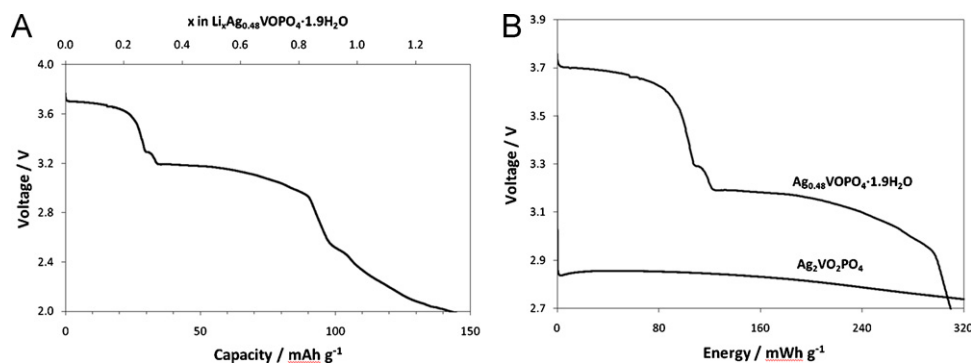 A
x in LiₓAg₀.₄₈VOPO₄·1.9H₂O
0.0 0.2 0.4 0.6 0.8 1.0 1.2
4.0
3.6
3.2
2.8
2.4
2.0
Voltage / V
0 50 100 150
Capacity / mAh g⁻¹
B
3.9
3.7
3.5
3.3
3.1
2.9
2.7
Voltage / V
Ag₀.₄₈VOPO₄·1.9H₂O
Ag₂VO₂PO₄
0 80 160 240 320
Energy / mWh g⁻¹